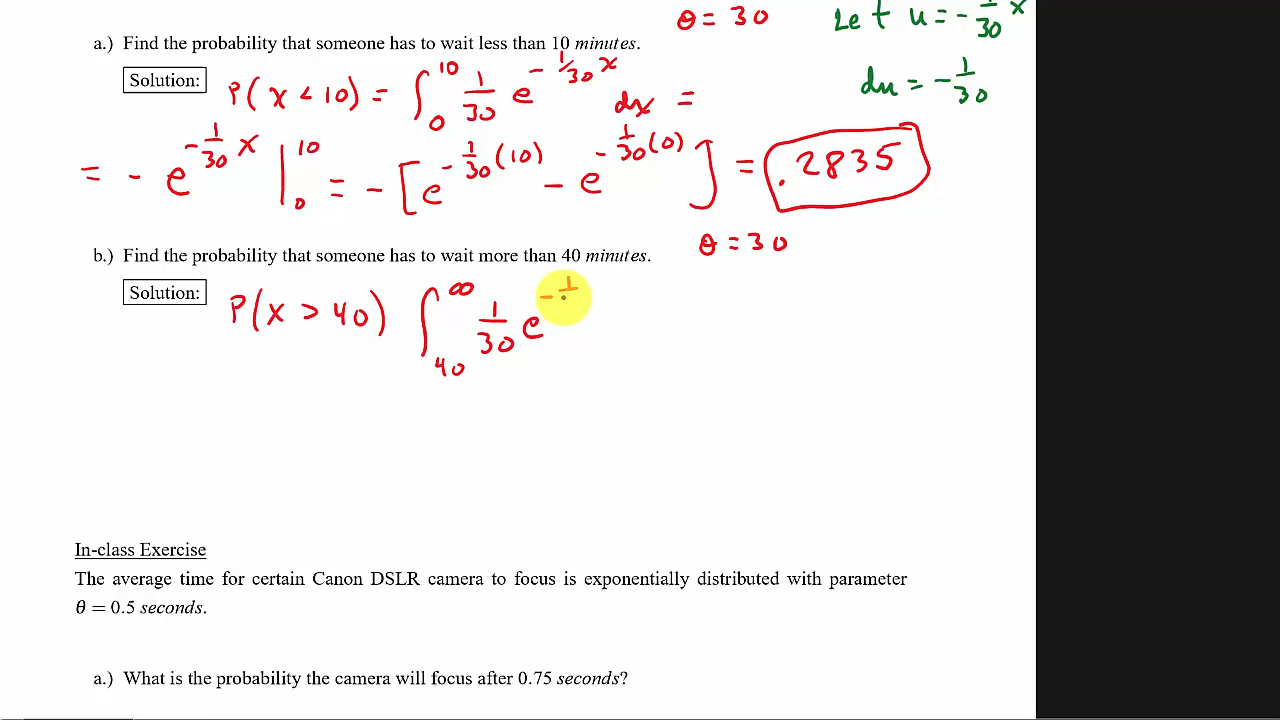 θ = 30
Let u = - 1/30 x
a.) Find the probability that someone has to wait less than 10 minutes.
Solution: P(x < 10) = ∫₀¹⁰ 1/30 e^(- 1/30 x) dx =
du = - 1/30
= - e^(- 1/30 x) |₀¹⁰ = - [e^(- 1/30 (10)) - e^(- 1/30 (0))] = .2835
b.) Find the probability that someone has to wait more than 40 minutes.
θ = 30
Solution: P(x > 40) ∫₄₀^∞ 1/30 e^(- 1/
In-class Exercise
The average time for certain Canon DSLR camera to focus is exponentially distributed with parameter
θ = 0.5 seconds.
a.) What is the probability the camera will focus after 0.75 seconds?